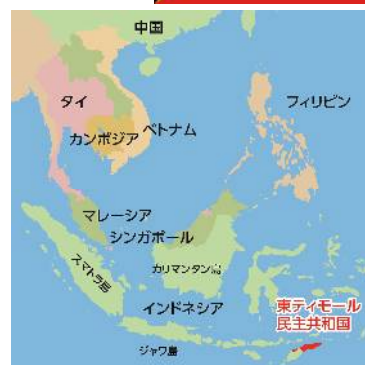 中国
タイ
フィリピン
ベトナム
カンボジア
マレーシア
シンガポール
スマトラ島
カリマンタン島
インドネシア
東ティモール
民主共和国
ジャワ島